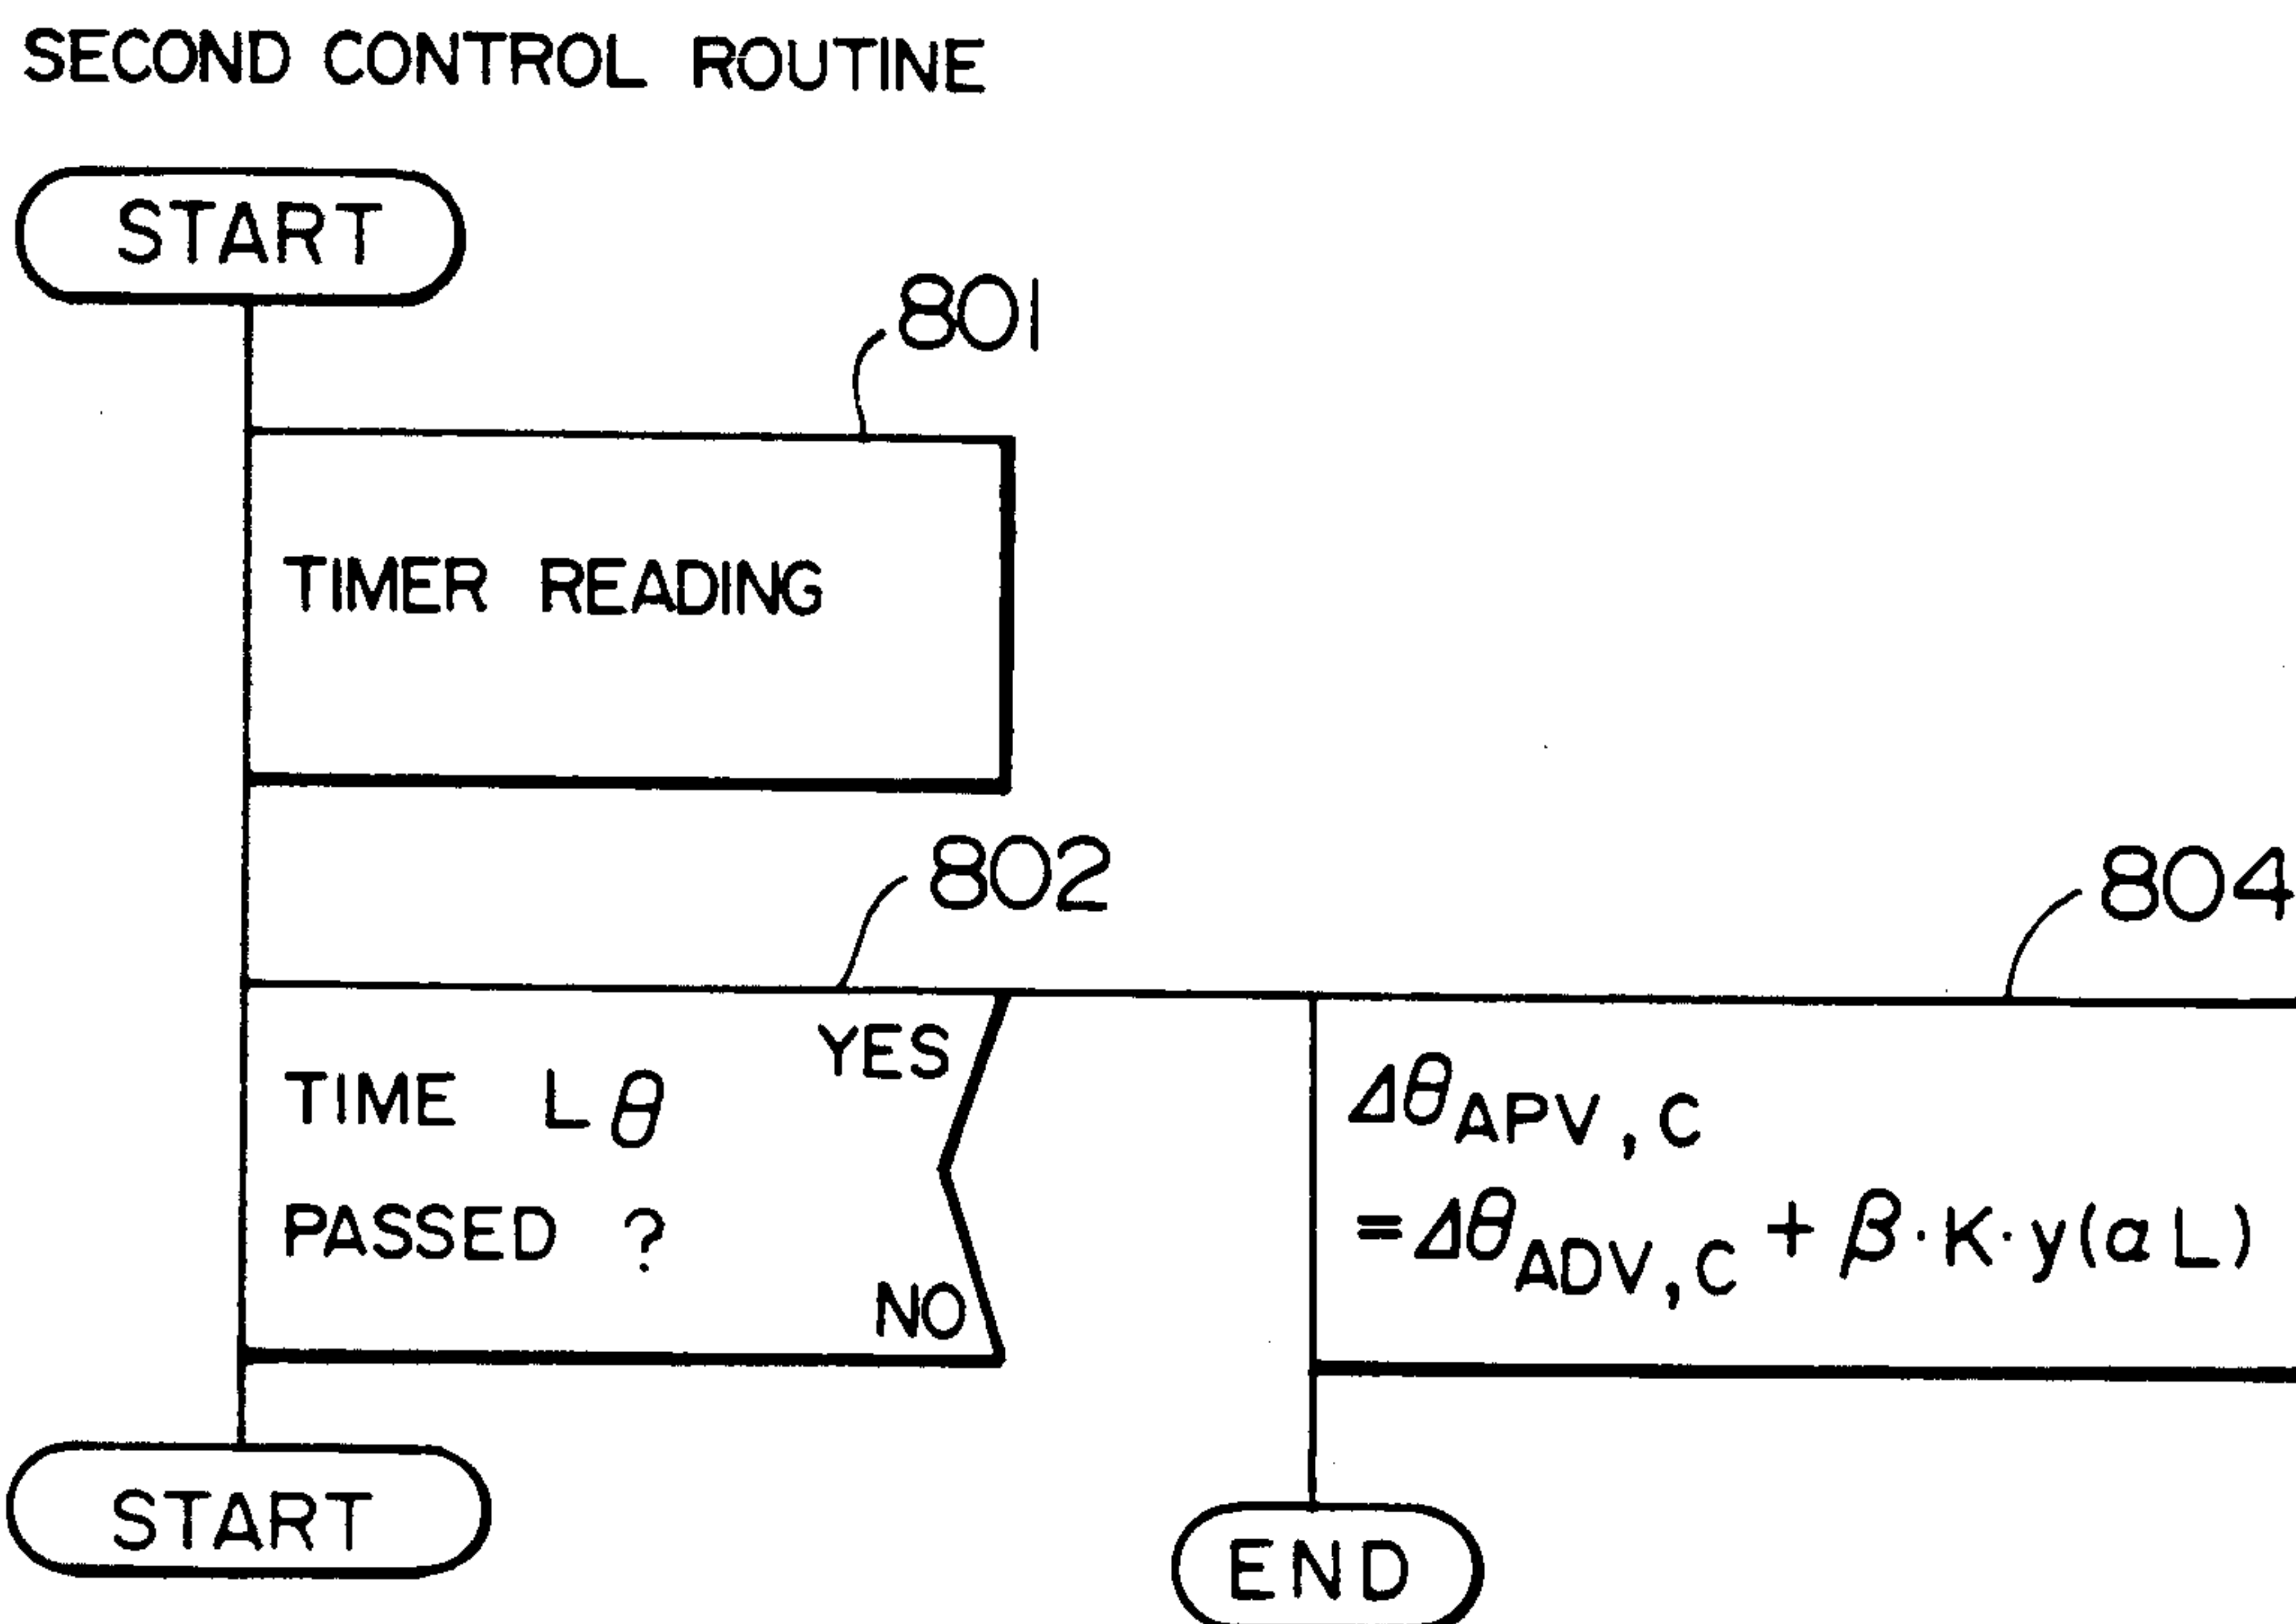 SECOND CONTROL ROUTINE
START
801
TIMER READING
802
804
YES
TIME Lθ
PASSED ?
NO
ΔθAPV,C
=ΔθADV,C + β·K·y(αL)
START
END